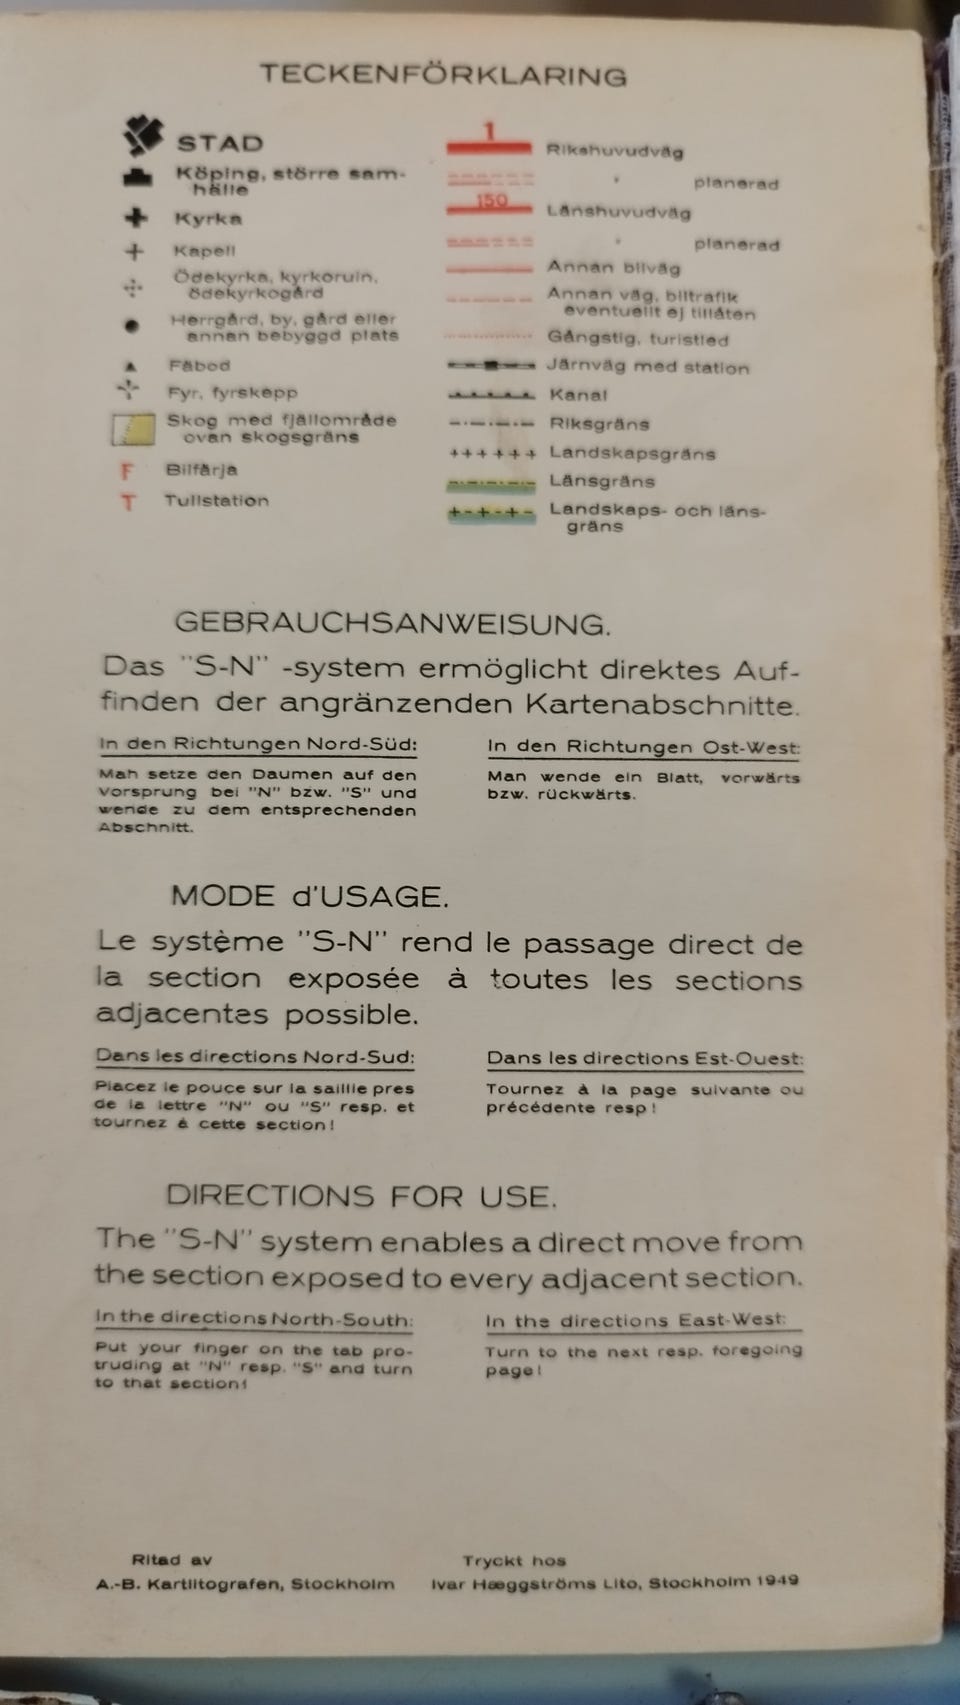 TECKENFÖRKLARING
STAD
Köping, större sam-
hälle
Kyrka
Kapell
Ödekyrka, kyrkoruin,
ödekyrkogård
Herrgård, by, gård eller
annan bebyggd plats
Fäbod
Fyr, fyrskepp
Skog med fjällområde
ovan skogsgräns
F Bilfärja
T Tullstation
1 Rikshuvudväg
" planerad
150 Länshuvudväg
" planerad
Annan bilväg
Annan väg, biltrafik
eventuellt ej tillåten
Gångstig, turistled
Järnväg med station
Kanal
Riksgräns
Landskapsgräns
Länsgräns
Landskaps- och läns-
gräns
GEBRAUCHSANWEISUNG.
Das "S-N" -system ermöglicht direktes Auf-
finden der angränzenden Kartenabschnitte.
In den Richtungen Nord-Süd:
Man setze den Daumen auf den
Vorsprung bei "N" bzw. "S" und
wende zu dem entsprechenden
Abschnitt.
In den Richtungen Ost-West:
Man wende ein Blatt, vorwärts
bzw. rückwärts.
MODE d'USAGE.
Le système "S-N" rend le passage direct de
la section exposée à toutes les sections
adjacentes possible.
Dans les directions Nord-Sud:
Placez le pouce sur la saillie pres
de la lettre "N" ou "S" resp. et
tournez à cette section!
Dans les directions Est-Ouest:
Tournez à la page suivante ou
précédente resp!
DIRECTIONS FOR USE.
The "S-N" system enables a direct move from
the section exposed to every adjacent section.
In the directions North-South:
Put your finger on the tab pro-
truding at "N" resp. "S" and turn
to that section!
In the directions East-West:
Turn to the next resp. foregoing
page!
Ritad av
A.-B. Kartlitografen, Stockholm
Tryckt hos
Ivar Hæggströms Lito, Stockholm 1949